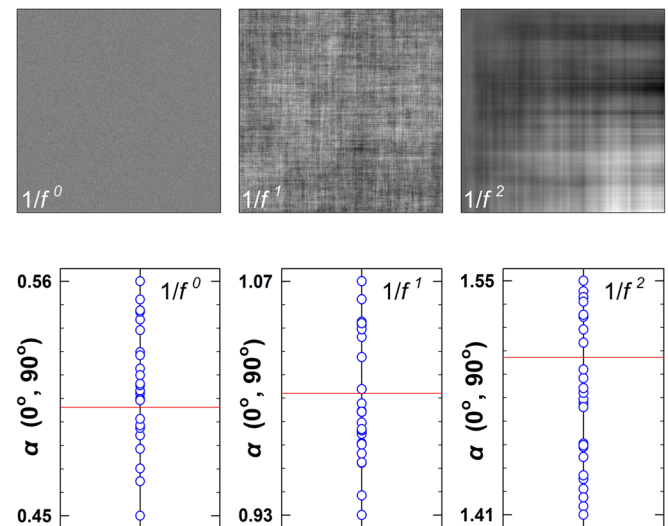 1/f 0
1/f 1
1/f 2
0.56
1/f 0
α (0°, 90°)
0.45
1.07
1/f 1
α (0°, 90°)
0.93
1.55
1/f 2
α (0°, 90°)
1.41